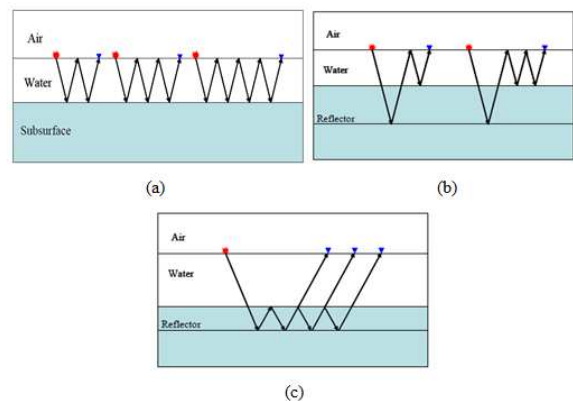 Air
Water
Subsurface
(a)
Air
Water
Reflector
(b)
Air
Water
Reflector
(c)